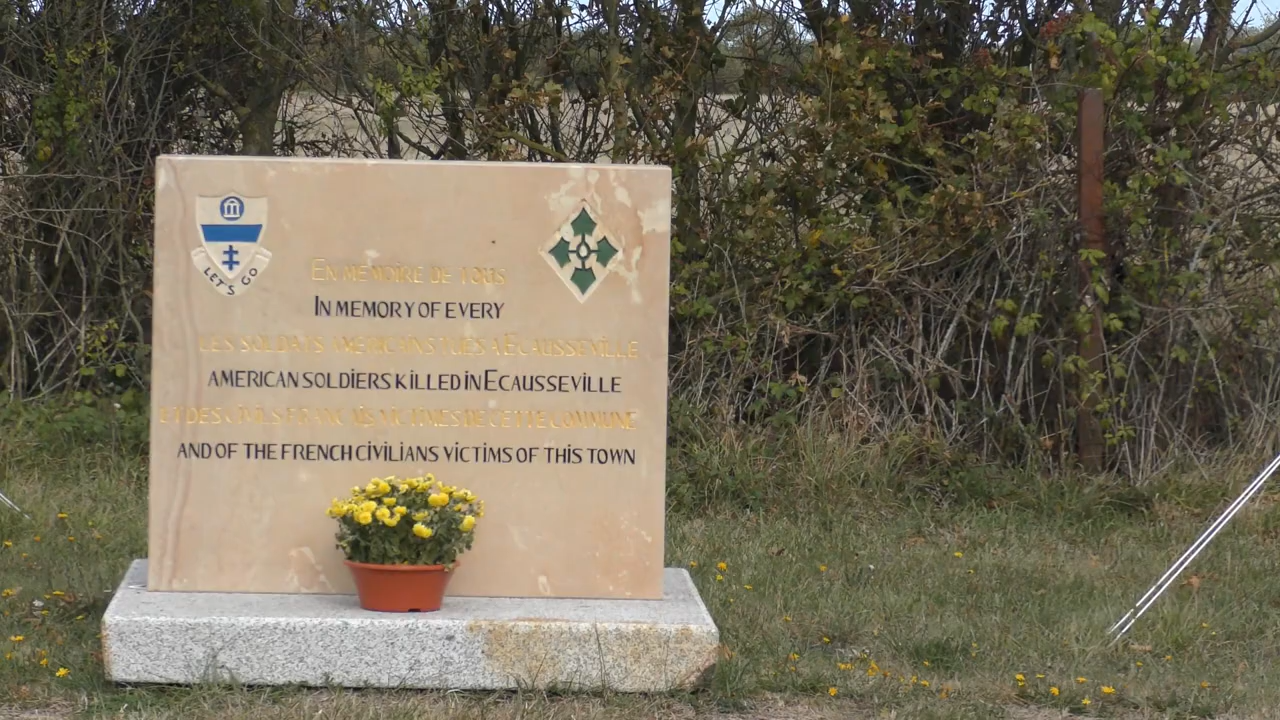 LET'S GO
EN MEMOIRE DE TOUS
IN MEMORY OF EVERY
LES SOLDATS AMERICAINS TUES A ECAUSSEVILLE
AMERICAN SOLDIERS KILLED IN ECAUSSEVILLE
ET DES CIVILS FRANCAIS VICTIMES DE CETTE COMMUNE
AND OF THE FRENCH CIVILIANS VICTIMS OF THIS TOWN